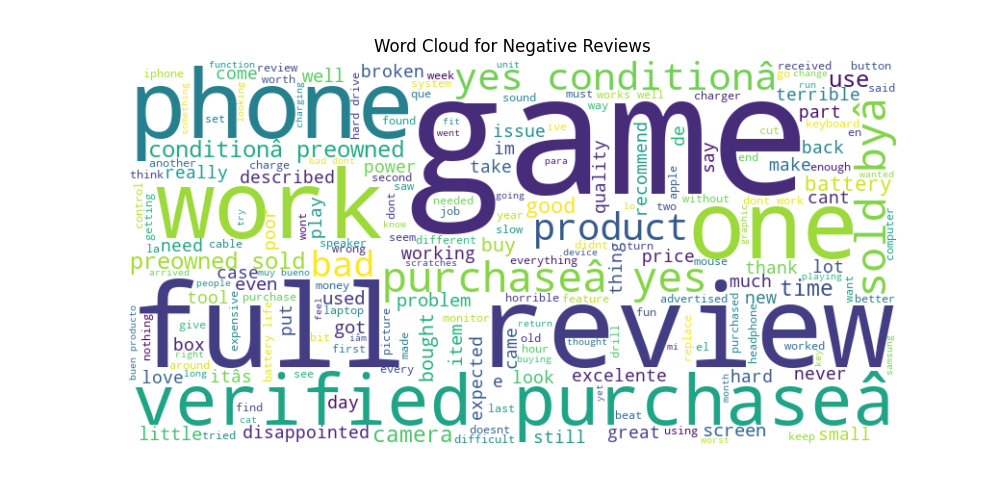 Word Cloud for Negative Reviews
function
unit
iphone
review
come
well
broken
week
yes conditionâ
received
button
go
change
worth
system
use
said
something
looking
charging
hard drive
que
sound
must
works well
charger
terrible
run
phone
game
set
found
fit
ive
way
cut
keyboard
part
en
went
issue
im
de
say
recommend
quality
conditionâ preowned
another
charge
bad dont
power
take
para
end
back
make
enough
wanted
think
really
described
second
saw
going
apple
without
dont work
battery
cant
soldbyâ
control
geting
work
try
wont
play
dont
know
needed
job
year
good
lo
two
one
graphic
computer
poor
slow
product
la
need
cable
speaker
wrong
seem
different
buy
didnt
return
mouse
preowned sold
bad
working
scratches
everything
device
thing
price
thank
lot
playing
arrived
case
muy bueno
purchaseâ yes
much
time
want
better
people
even
money
horrible
feature
advertised
new
tool
purchase
used
laptop
problem
fun
full review
buen producto
nothing
give
expensive
battery life
put
feel
bit
got
picture
made
monitor
bought
item
return
old
hour
buying
thought
drill
mi
replace
el
purchased
headphone
worked
key
samsung
box
right
around
first
iâm
every
expected
came
love
long
itâs
see
e
look
excelente
yet
hard
never
verified purchaseâ
find
cat
day
last
beat
month
little
tried
disappointed
camera
doesnt
difficult
still
great
using
worst
screen
keep
small